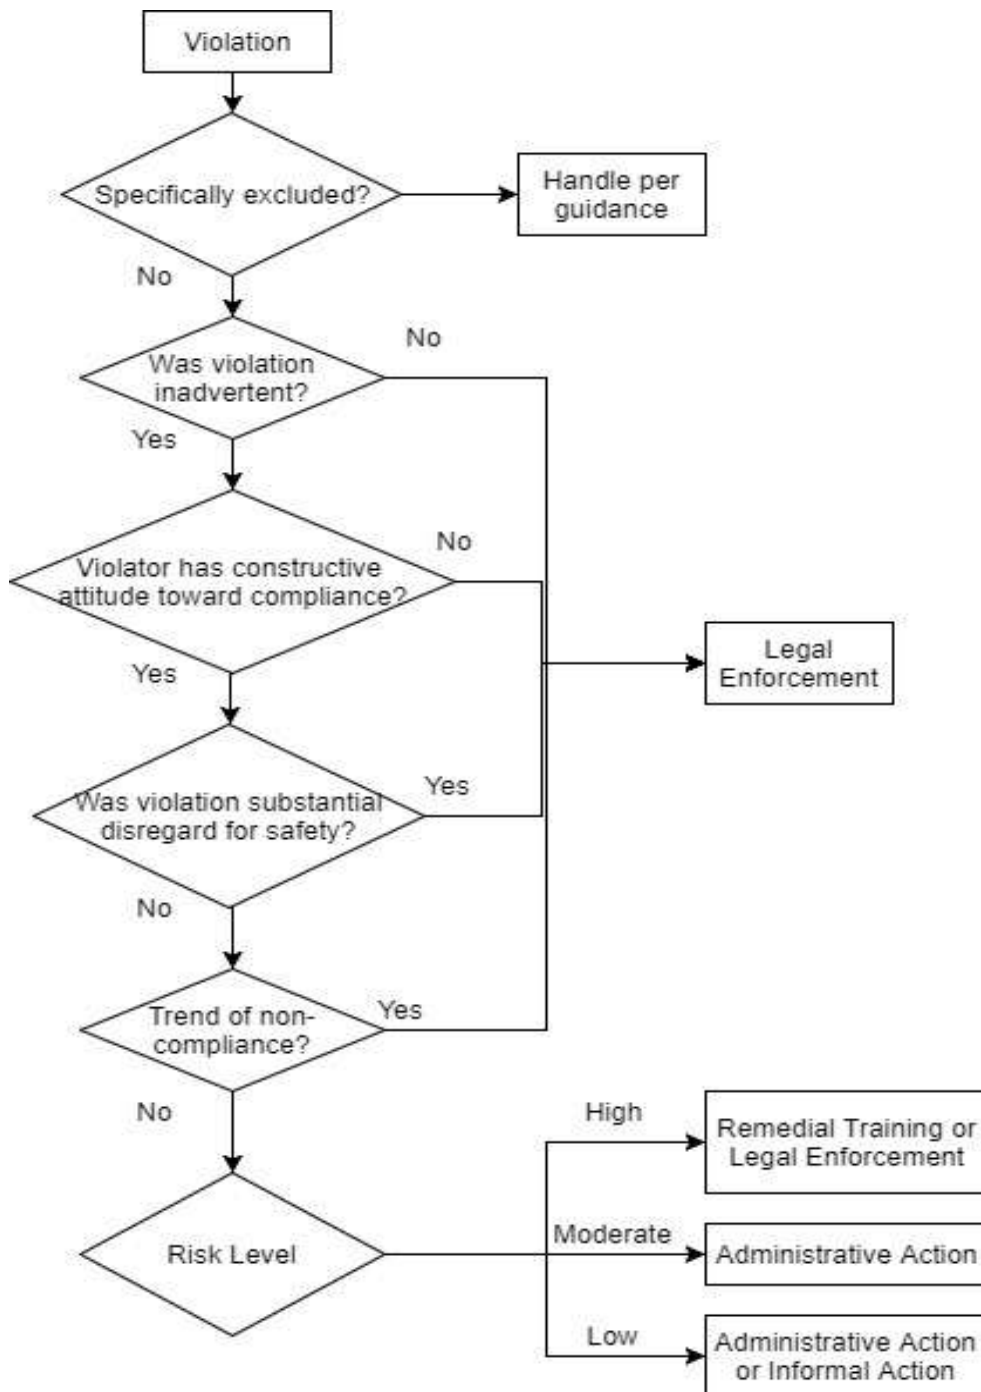 Violation
Specifically excluded?
Handle per
guidance
No
Was violation
inadvertent?
No
Yes
Violator has constructive
attitude toward compliance?
No
Legal
Enforcement
Yes
Was violation substantial
disregard for safety?
Yes
No
Trend of non-
compliance?
Yes
No
Risk Level
High
Remedial Training or
Legal Enforcement
Moderate
Administrative Action
Low
Administrative Action
or Informal Action